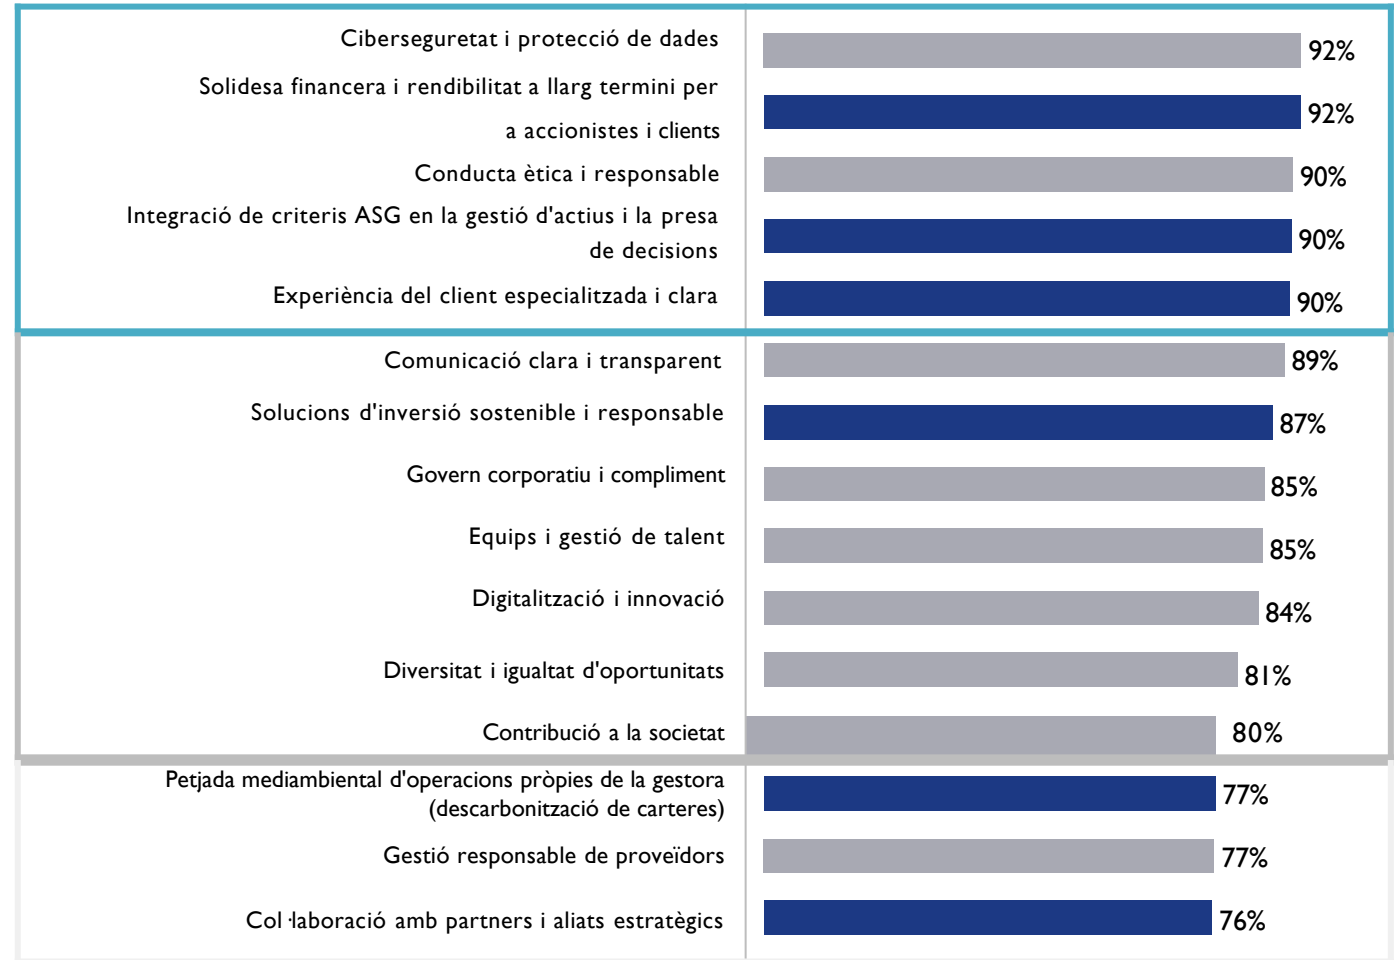 Ciberseguretat i protecció de dades 92%
Solidesa financera i rendibilitat a llarg termini per
a accionistes i clients 92%
Conducta ètica i responsable 90%
Integració de criteris ASG en la gestió d'actius i la presa
de decisions 90%
Experiència del client especialitzada i clara 90%
Comunicació clara i transparent 89%
Solucions d'inversió sostenible i responsable 87%
Govern corporatiu i compliment 85%
Equips i gestió de talent 85%
Digitalització i innovació 84%
Diversitat i igualtat d'oportunitats 81%
Contribució a la societat 80%
Petjada mediambiental d'operacions pròpies de la gestora
(descarbonització de carteres) 77%
Gestió responsable de proveïdors 77%
Col·laboració amb partners i aliats estratègics 76%